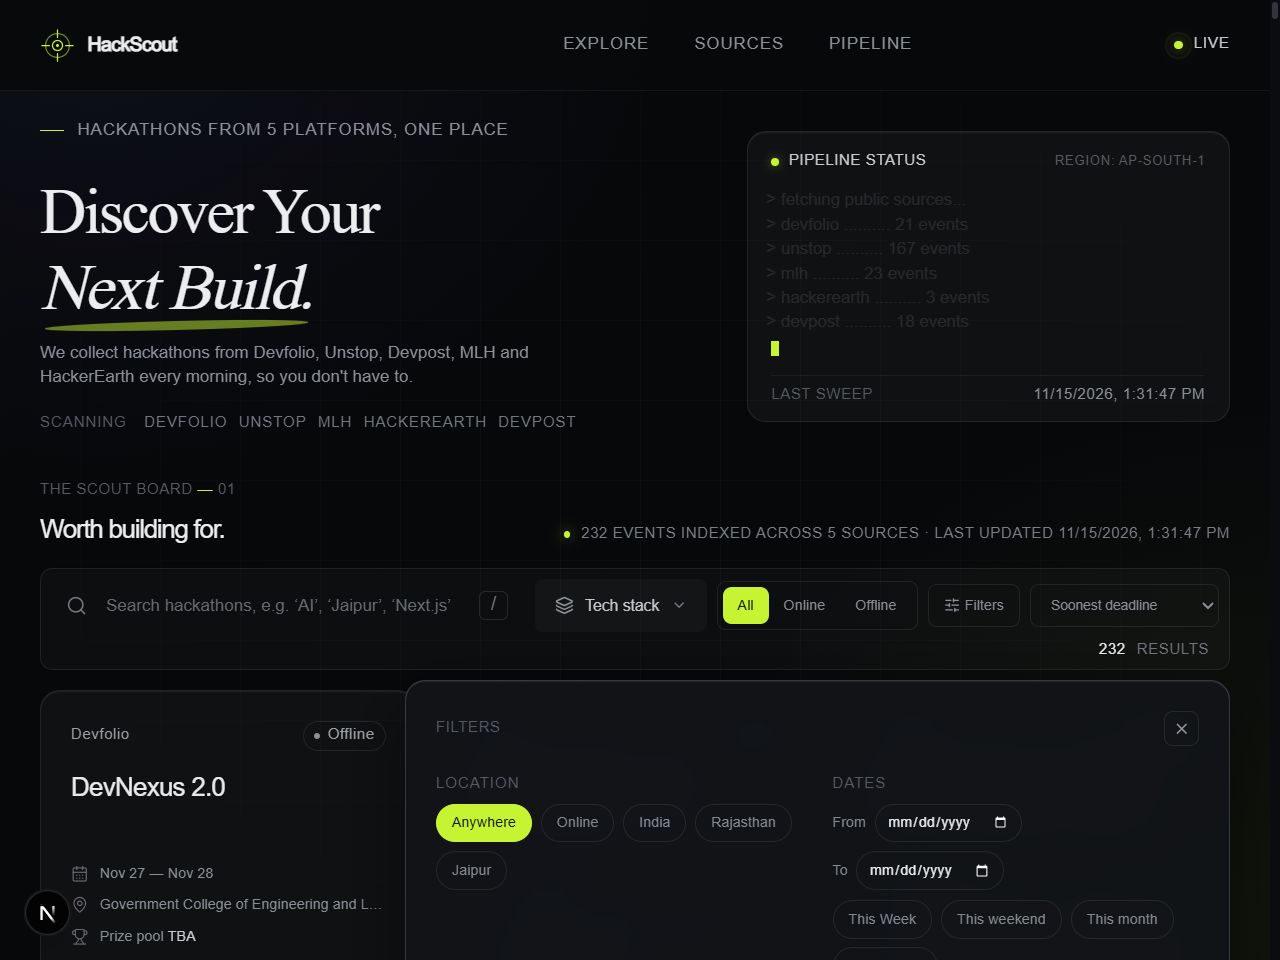 HackScout
EXPLORE SOURCES PIPELINE
LIVE
HACKATHONS FROM 5 PLATFORMS, ONE PLACE
Discover Your
Next Build.
We collect hackathons from Devfolio, Unstop, Devpost, MLH and
HackerEarth every morning, so you don't have to.
SCANNING DEVFOLIO UNSTOP MLH HACKEREARTH DEVPOST
PIPELINE STATUS REGION: AP-SOUTH-1
> fetching public sources...
> devfolio .......... 21 events
> unstop .......... 167 events
> mlh .......... 23 events
> hackerearth .......... 3 events
> devpost .......... 18 events
LAST SWEEP 11/15/2026, 1:31:47 PM
THE SCOUT BOARD — 01
Worth building for.
232 EVENTS INDEXED ACROSS 5 SOURCES · LAST UPDATED 11/15/2026, 1:31:47 PM
Search hackathons, e.g. ‘AI’, ‘Jaipur’, ‘Next.js’ /
Tech stack
All Online Offline
Filters
Soonest deadline
232 RESULTS
Devfolio
Offline
DevNexus 2.0
Nov 27 — Nov 28
Government College of Engineering and L...
Prize pool TBA
N
FILTERS
LOCATION
Anywhere Online India Rajasthan
Jaipur
DATES
From mm/dd/yyyy
To mm/dd/yyyy
This Week This weekend This month